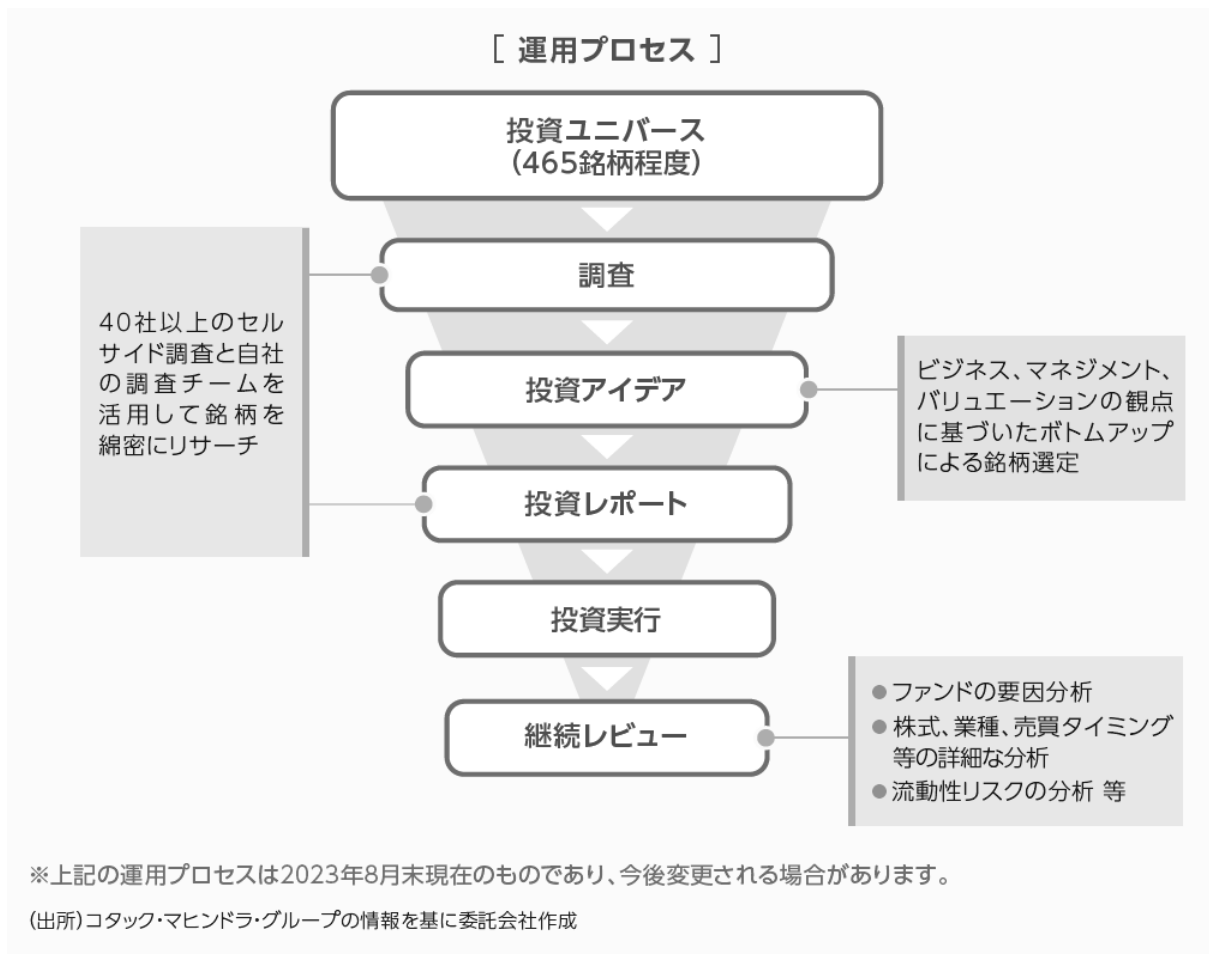 [ 運用プロセス ]
投資ユニバース
(465銘柄程度)
調査
40社以上のセル
サイド調査と自社
の調査チームを
活用して銘柄を
綿密にリサーチ
投資アイデア
ビジネス、マネジメント、
バリュエーションの観点
に基づいたボトムアップ
による銘柄選定
投資レポート
投資実行
継続レビュー
●ファンドの要因分析
●株式、業種、売買タイミング
等の詳細な分析
●流動性リスクの分析 等
※上記の運用プロセスは2023年8月末現在のものであり、今後変更される場合があります。
(出所)コタック・マヒンドラ・グループの情報を基に委託会社作成